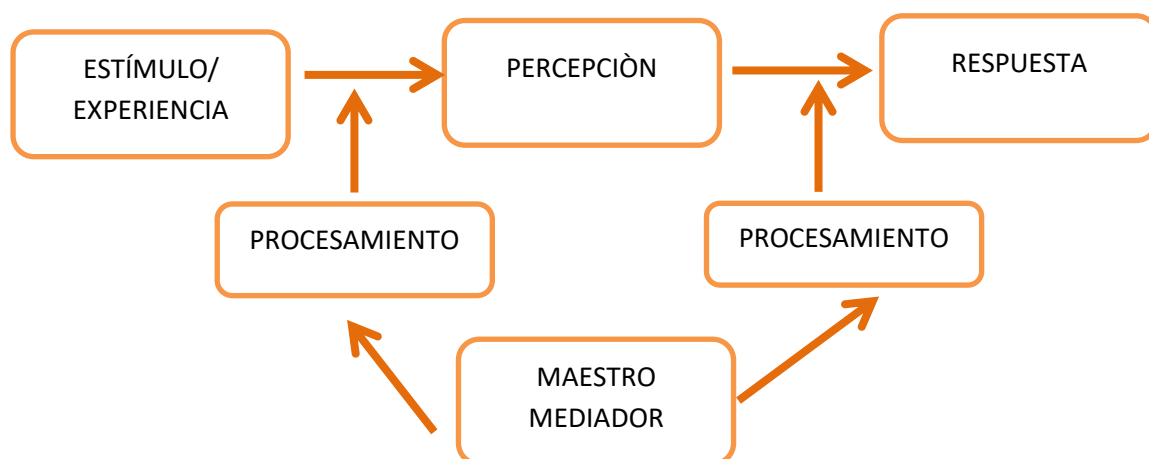 ESTÍMULO/
EXPERIENCIA
PERCEPCIÒN
RESPUESTA
PROCESAMIENTO
PROCESAMIENTO
MAESTRO
MEDIADOR